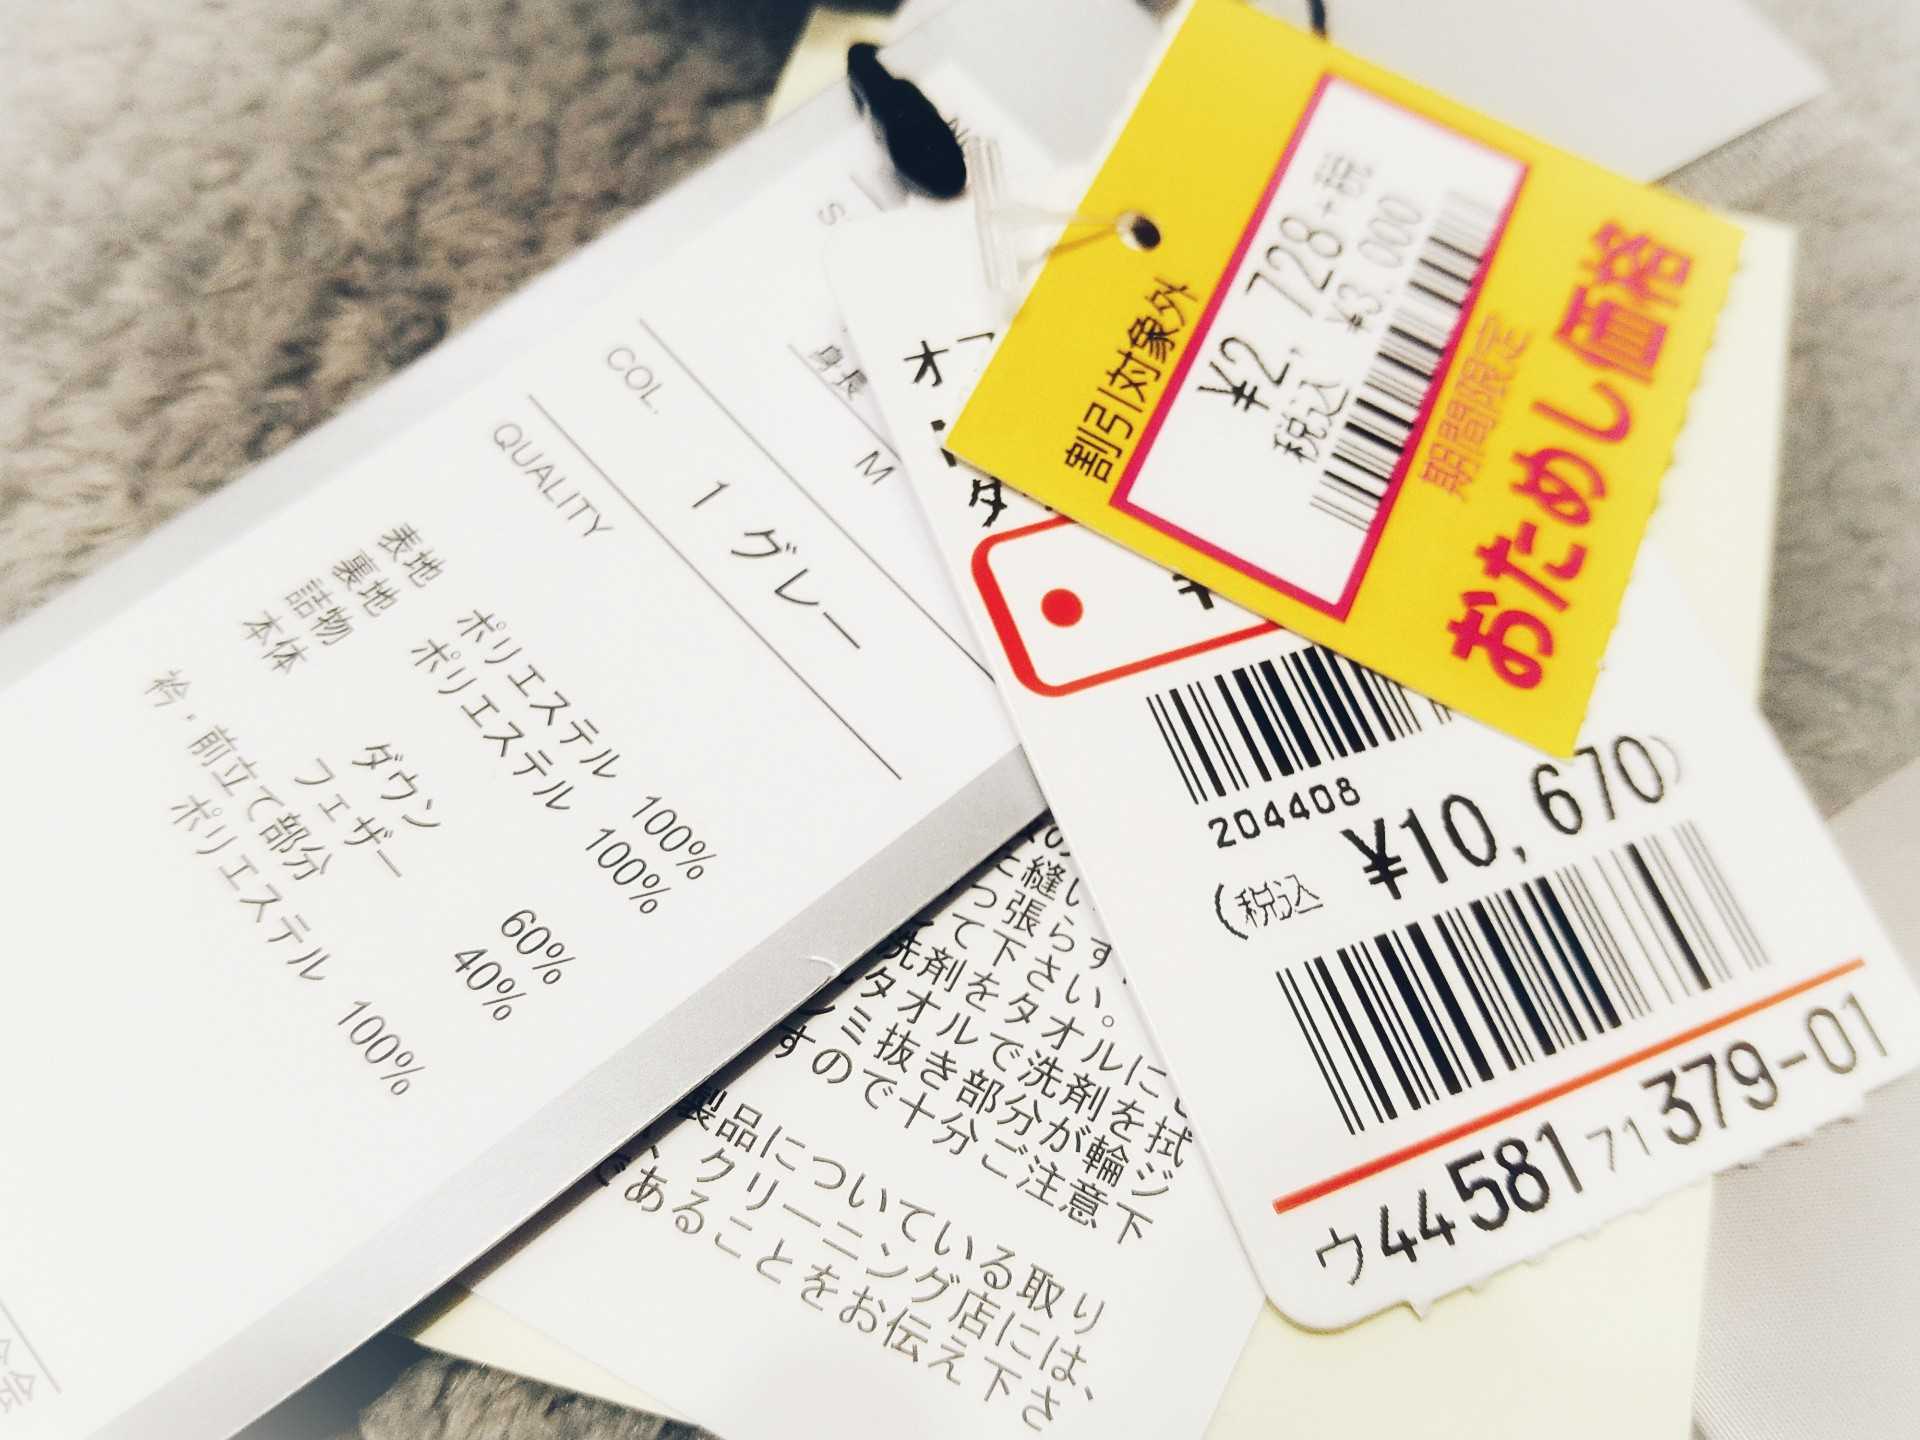 COL.
1 グレー
身長
M
QUALITY
表地 ポリエステル 100%
裏地 ポリエステル 100%
詰物
本体
ダウン 60%
フェザー 40%
衿・前立て部分
ポリエステル 100%
割引対象外
¥2,728+税
税込 ¥3,000
期間限定
おためし価格
204408
(税込 ¥10,670)
ウ44 581 71 379-01
縫い
つ張らず
て下さい。
洗剤をタオルに
タオルで洗剤を拭
ミ抜き部分が輪ジ
すので十分ご注意下
製品についている取り
、クリーニング店には、
であることをお伝え下さ